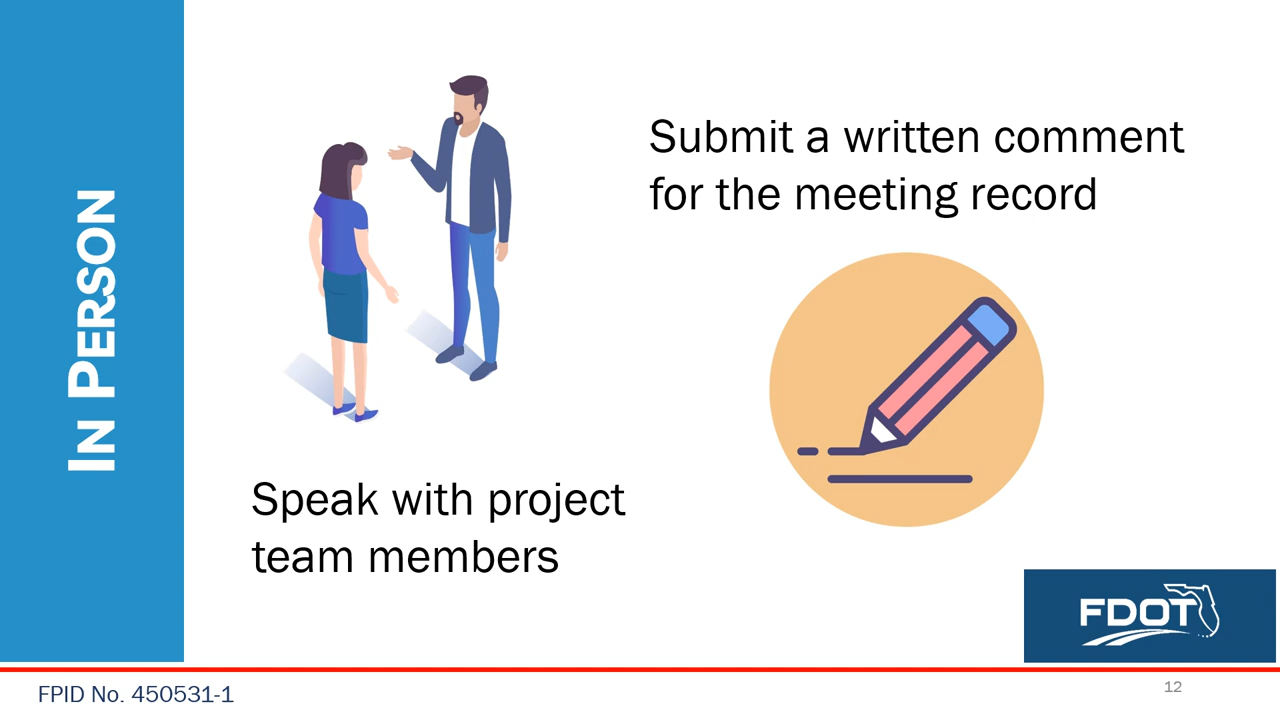 IN PERSON
Submit a written comment
for the meeting record
Speak with project
team members
FDOT
FPID No. 450531-1
12